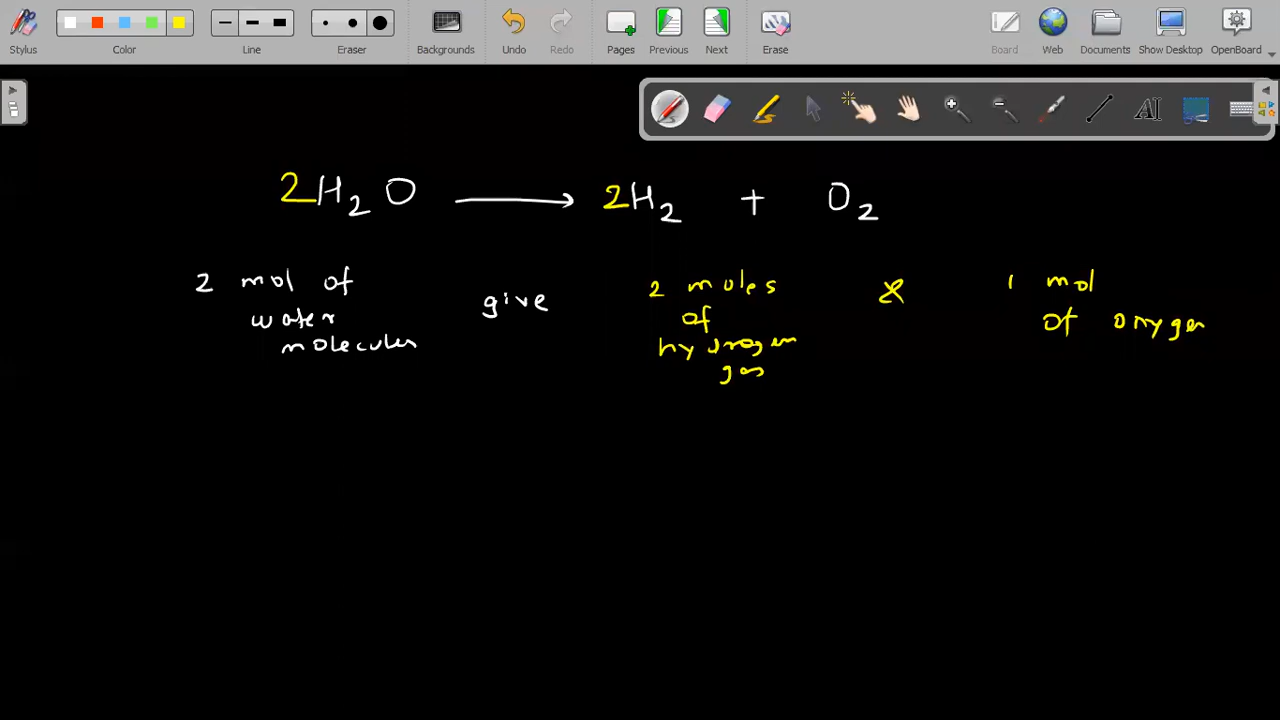 Stylus
Color
Line
Eraser
Backgrounds
Undo
Redo
Pages
Previous
Next
Erase
Board
Web
Documents
Show Desktop
OpenBoard
AI
2H2O → 2H2 + O2
2 mol of
water
molecules
give
2 moles
of
hydrogen
gas
&
1 mol
of oxygen